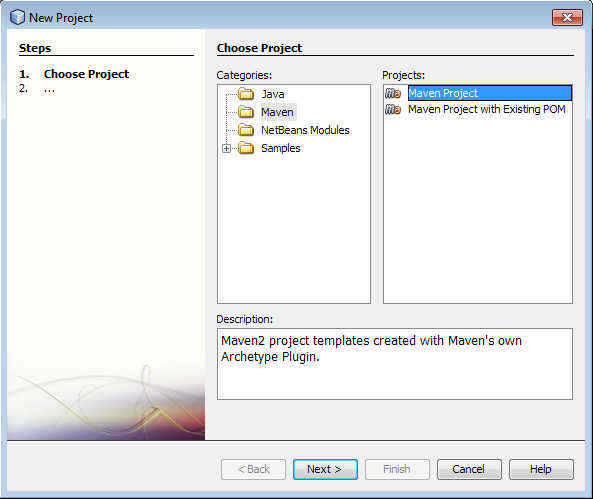 New Project
Steps
1. Choose Project
2. ...
Choose Project
Categories:
Java
Maven
NetBeans Modules
Samples
Projects:
Maven Project
Maven Project with Existing POM
Description:
Maven2 project templates created with Maven's own
Archetype Plugin.
< Back
Next >
Finish
Cancel
Help